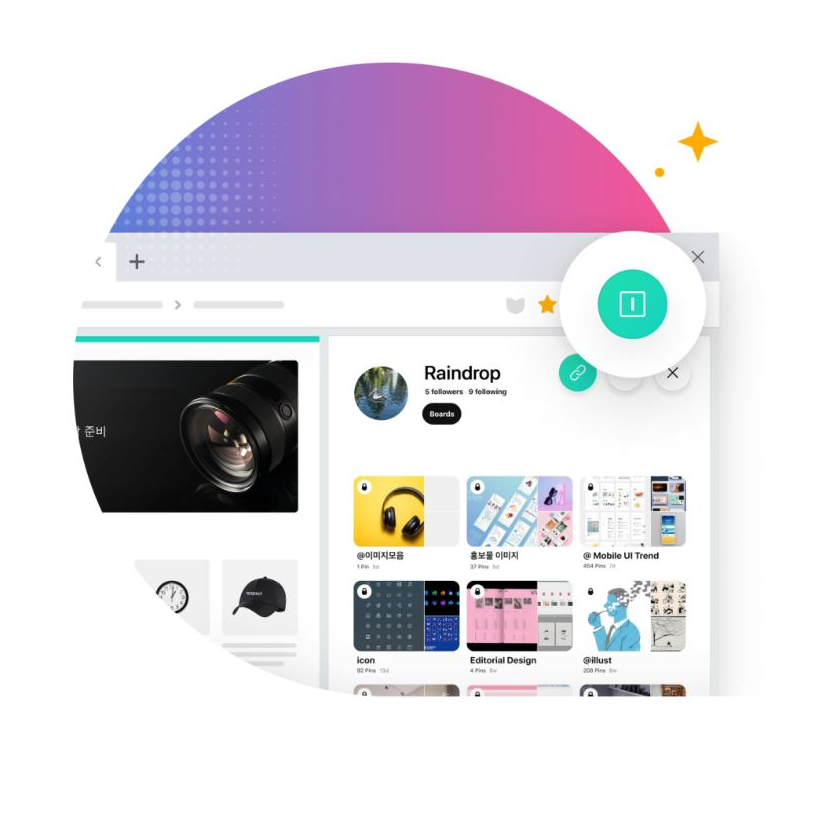 준비
Raindrop
5 followers · 9 following
Boards
@이미지모음
홍보물 이미지
@ Mobile UI Trend
1 Pin 5d
37 Pins 5d
454 Pins 7d
icon
Editorial Design
@illust
92 Pins 13d
4 Pins 6w
208 Pins 6w